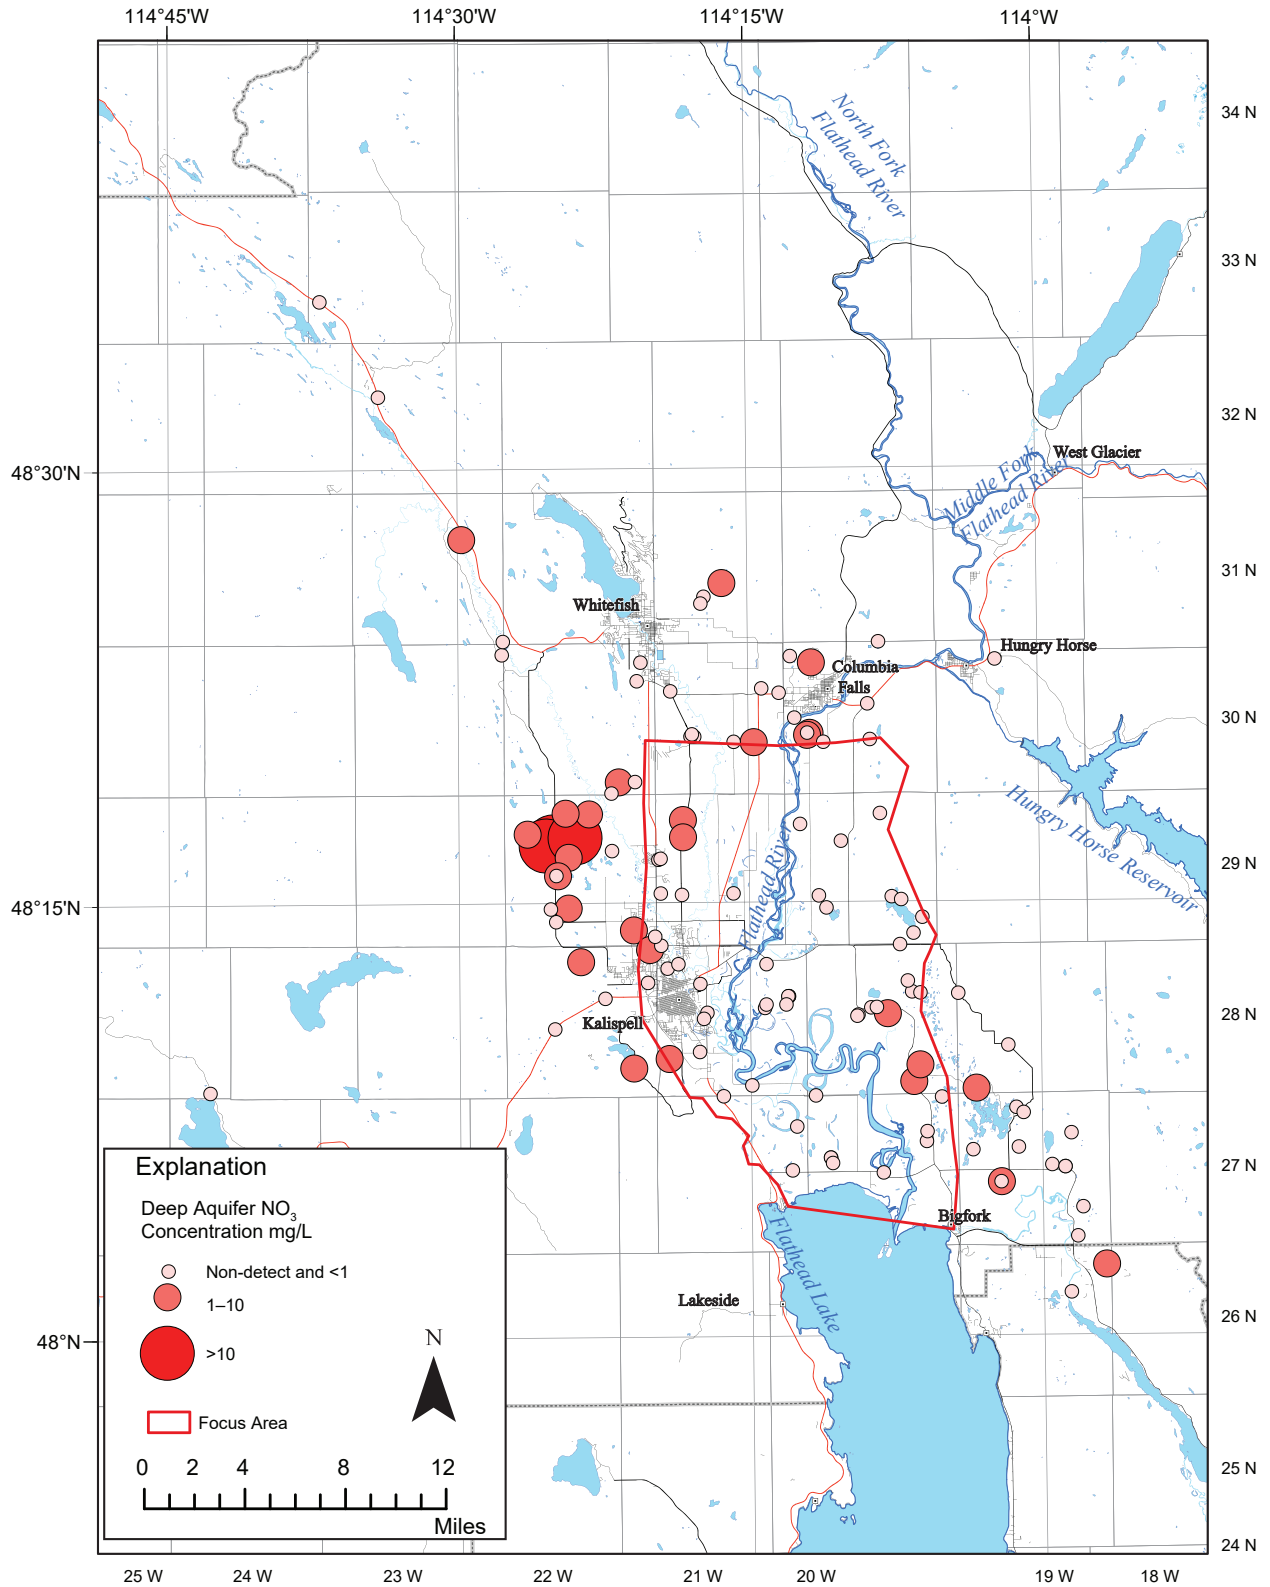 114°45'W
114°30'W
114°15'W
114°W
34 N
33 N
32 N
31 N
30 N
29 N
28 N
27 N
26 N
25 N
24 N
48°30'N
48°15'N
48°N
North Fork
Flathead River
West Glacier
Middle Fork
Flathead River
Whitefish
Hungry Horse
Columbia
Falls
Hungry Horse Reservoir
Flathead River
Kalispell
Bigfork
Flathead Lake
Lakeside
Explanation
Deep Aquifer NO3
Concentration mg/L
Non-detect and <1
1–10
>10
Focus Area
N
0 2 4 8 12
Miles
25 W
24 W
23 W
22 W
21 W
20 W
19 W
18 W